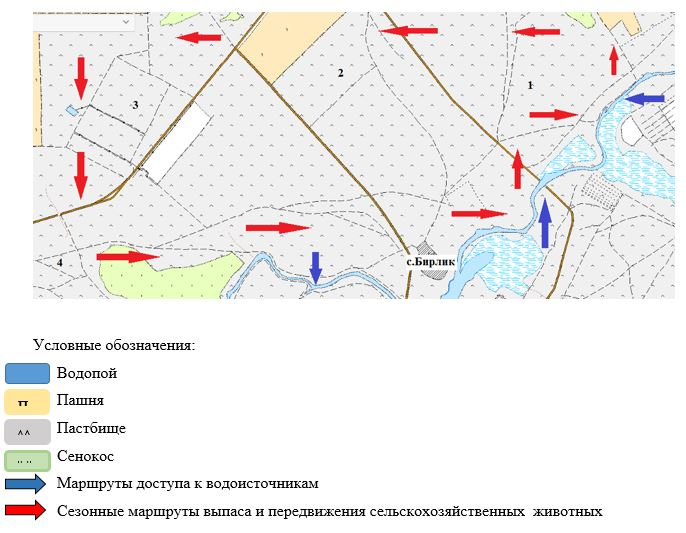 2
1
3
4
с.Бирлик
Условные обозначения:
Водопой
Пашня
Пастбище
Сенокос
Маршруты доступа к водоисточникам
Сезонные маршруты выпаса и передвижения сельскохозяйственных животных